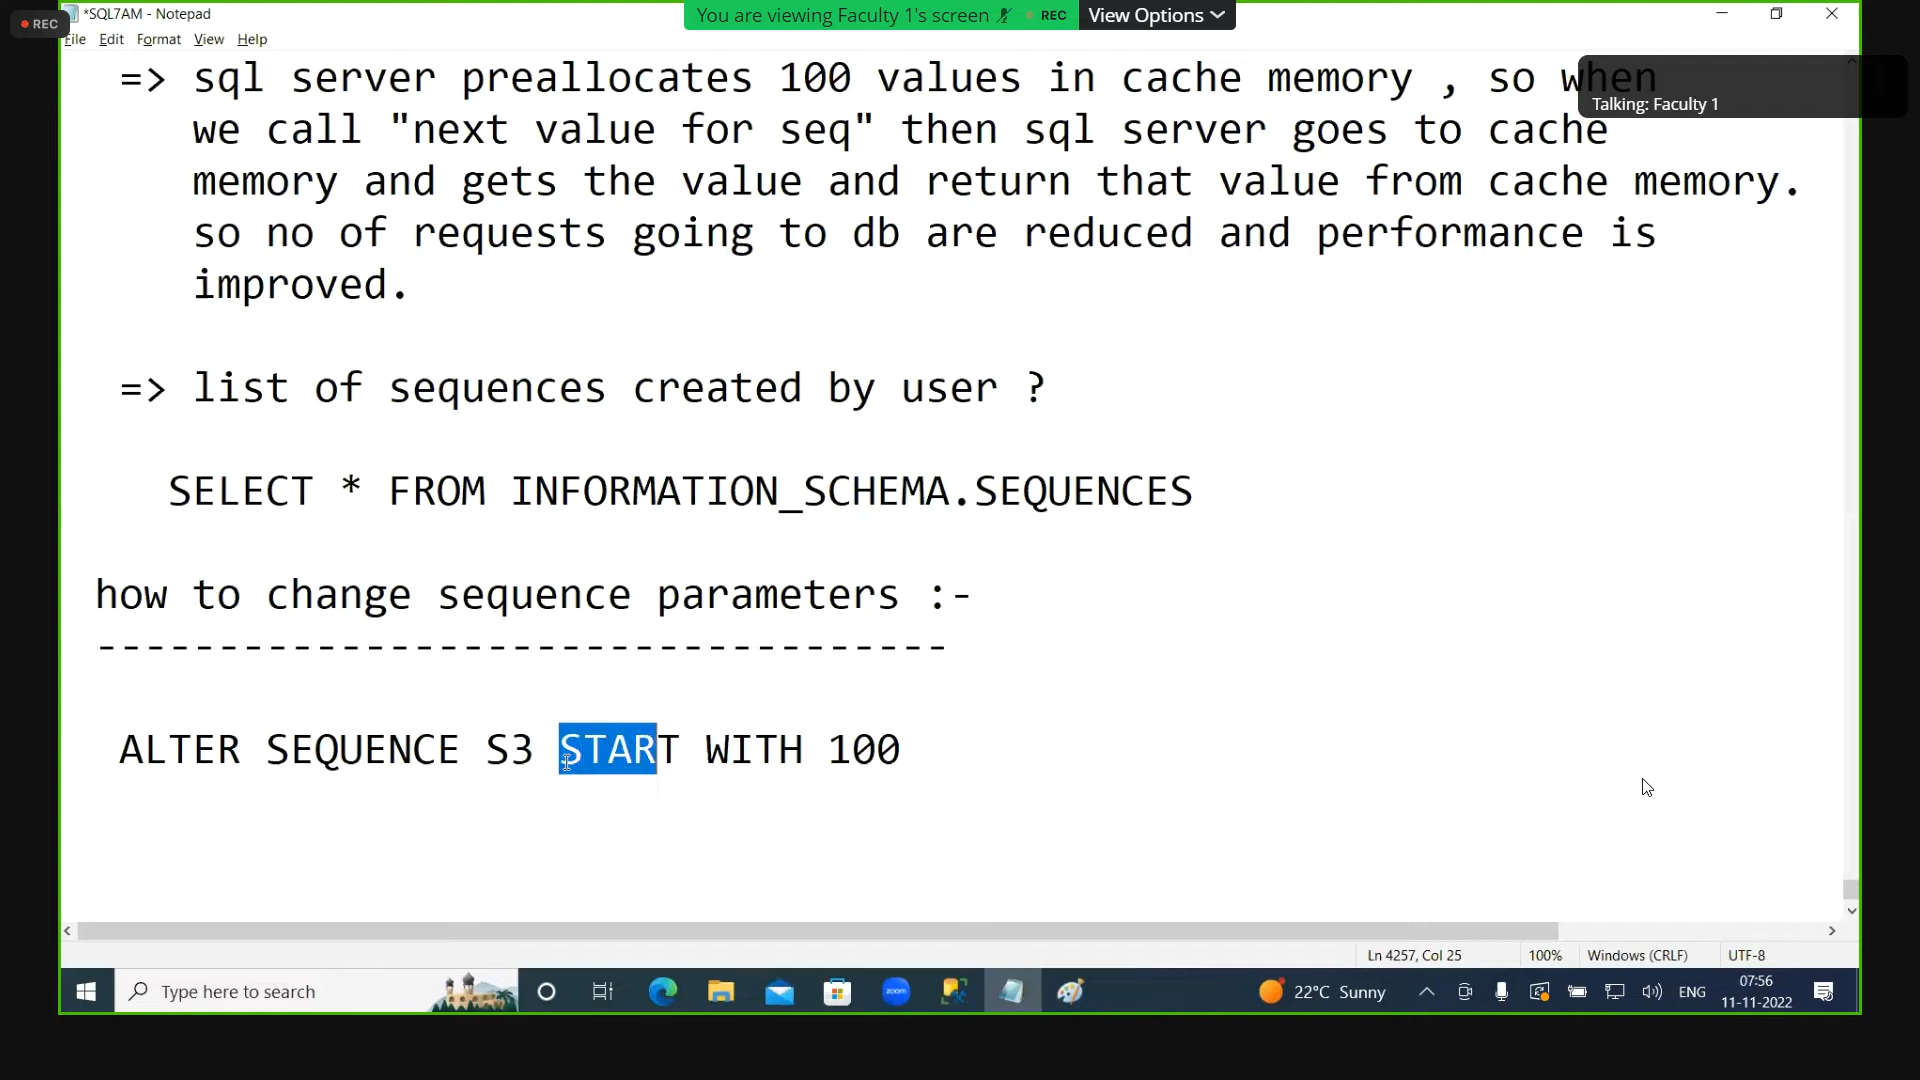 REC
*SQL7AM - Notepad
You are viewing Faculty 1's screen
REC
View Options
File Edit Format View Help
Talking: Faculty 1
=> sql server preallocates 100 values in cache memory , so when
we call "next value for seq" then sql server goes to cache
memory and gets the value and return that value from cache memory.
so no of requests going to db are reduced and performance is
improved.
=> list of sequences created by user ?
SELECT * FROM INFORMATION_SCHEMA.SEQUENCES
how to change sequence parameters :-
-----------------------------------
ALTER SEQUENCE S3 START WITH 100
Ln 4257, Col 25 100% Windows (CRLF) UTF-8
Type here to search
zoom
22°C Sunny
ENG
07:56
11-11-2022